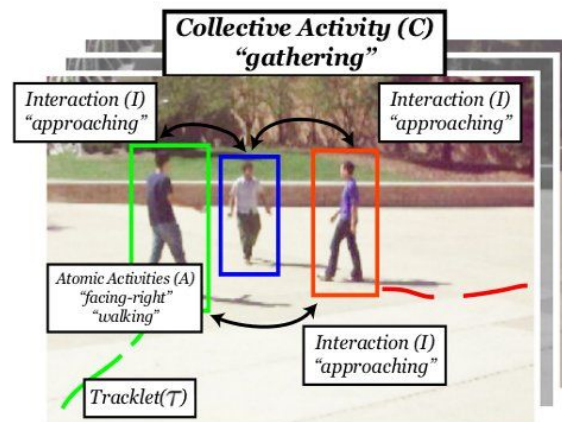 Collective Activity (C)
“gathering”
Interaction (I)
“approaching”
Interaction (I)
“approaching”
Atomic Activities (A)
“facing-right”
“walking”
Interaction (I)
“approaching”
Tracklet(τ)